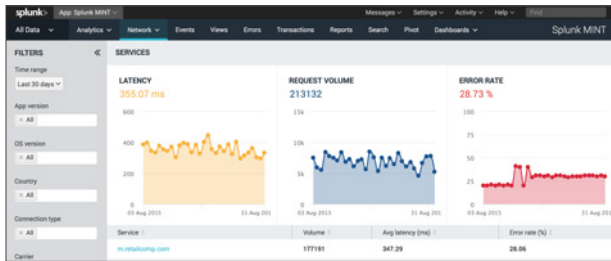 splunk> App: Splunk MINT Messages Settings Activity Help Find
All Data Analytics Network Events Views Errors Transactions Reports Search Pivot Dashboards Splunk MINT
FILTERS
SERVICES
Time range
Last 30 days
App version
All
OS version
All
Country
All
Connection type
All
Carrier
LATENCY
355.07 ms
600
400
200
0
03 Aug 2015 31 Aug 201
REQUEST VOLUME
213132
15k
10k
5k
0
03 Aug 2015 31 Aug 201
ERROR RATE
28.73 %
100
75
50
25
0
03 Aug 2015 31 Aug 201
Service Volume Avg latency (ms) Error rate (%)
m.retailcomp.com 177191 347.29 28.06